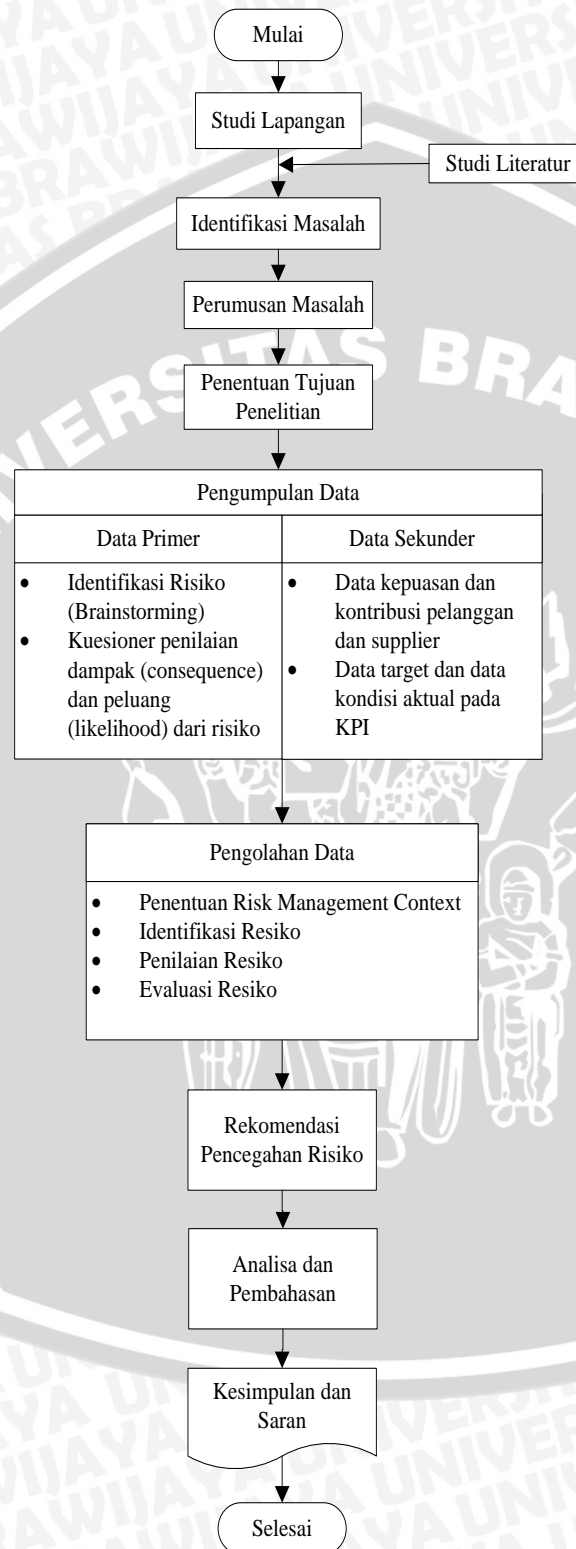 Mulai
Studi Lapangan
Studi Literatur
Identifikasi Masalah
Perumusan Masalah
Penentuan Tujuan
Penelitian
Pengumpulan Data
Data Primer
• Identifikasi Risiko
(Brainstorming)
• Kuesioner penilaian
dampak (consequence)
dan peluang
(likelihood) dari risiko
Data Sekunder
• Data kepuasan dan
kontribusi pelanggan
dan supplier
• Data target dan data
kondisi aktual pada
KPI
Pengolahan Data
• Penentuan Risk Management Context
• Identifikasi Resiko
• Penilaian Resiko
• Evaluasi Resiko
Rekomendasi
Pencegahan Risiko
Analisa dan
Pembahasan
Kesimpulan dan
Saran
Selesai